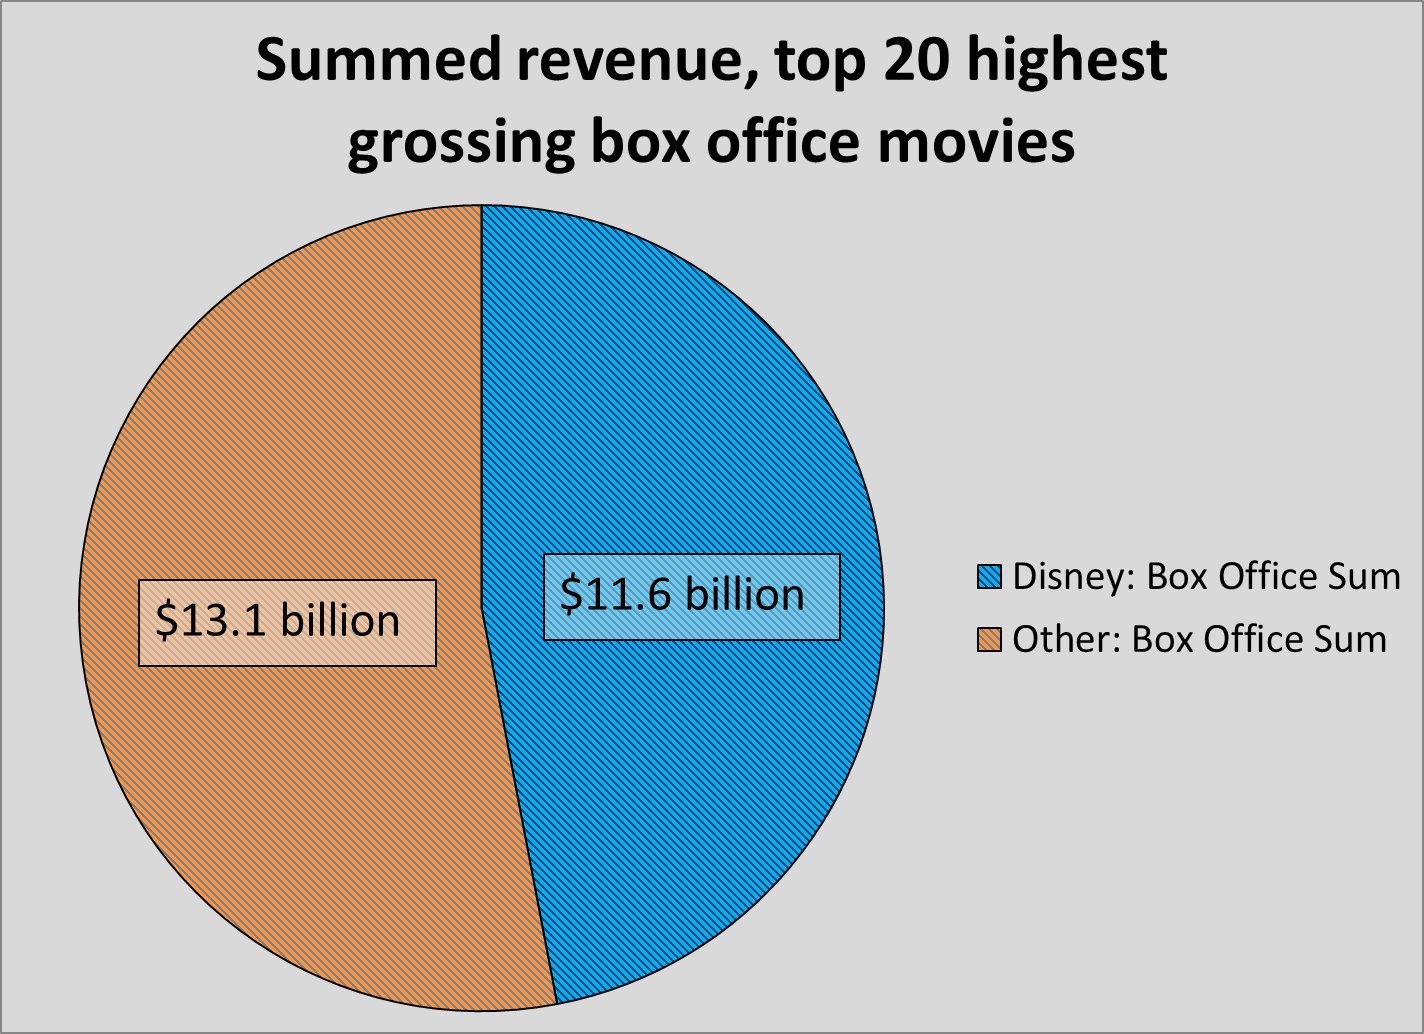 Summed revenue, top 20 highest
grossing box office movies
$13.1 billion
$11.6 billion
Disney: Box Office Sum
Other: Box Office Sum